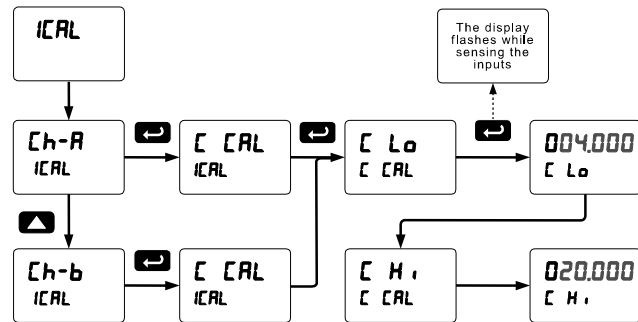 ICAL
The display
flashes while
sensing the
inputs
Ch-A
ICAL
C CAL
ICAL
C Lo
C CAL
004.000
C Lo
Ch-b
ICAL
C CAL
ICAL
C Hi
C CAL
020.000
C Hi